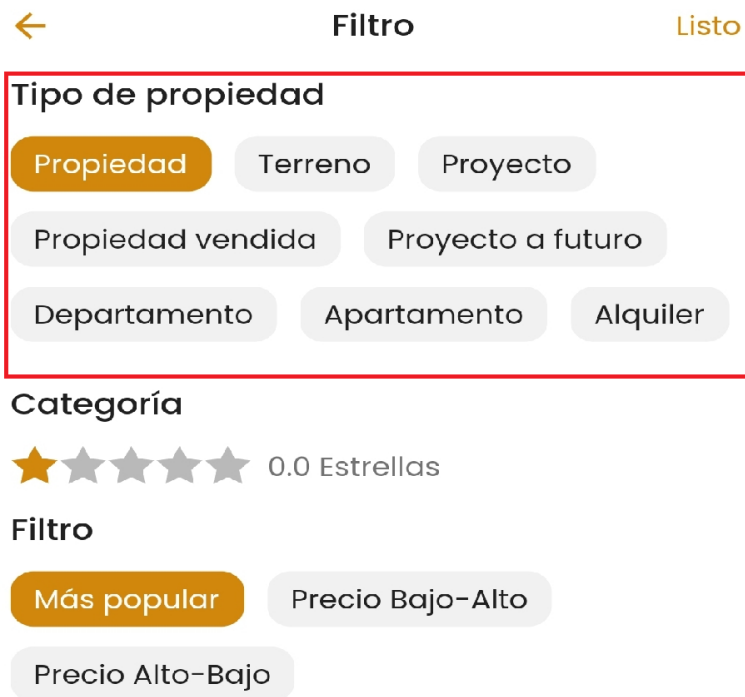 Filtro Listo
Tipo de propiedad
Propiedad Terreno Proyecto
Propiedad vendida Proyecto a futuro
Departamento Apartamento Alquiler
Categoría
0.0 Estrellas
Filtro
Más popular Precio Bajo-Alto
Precio Alto-Bajo